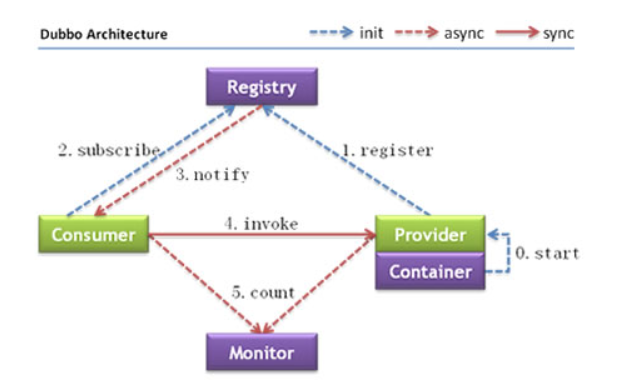 Dubbo Architecture
init
async
sync
Registry
2. subscribe
1. register
3. notify
Consumer
4. invoke
Provider
Container
0. start
5. count
Monitor